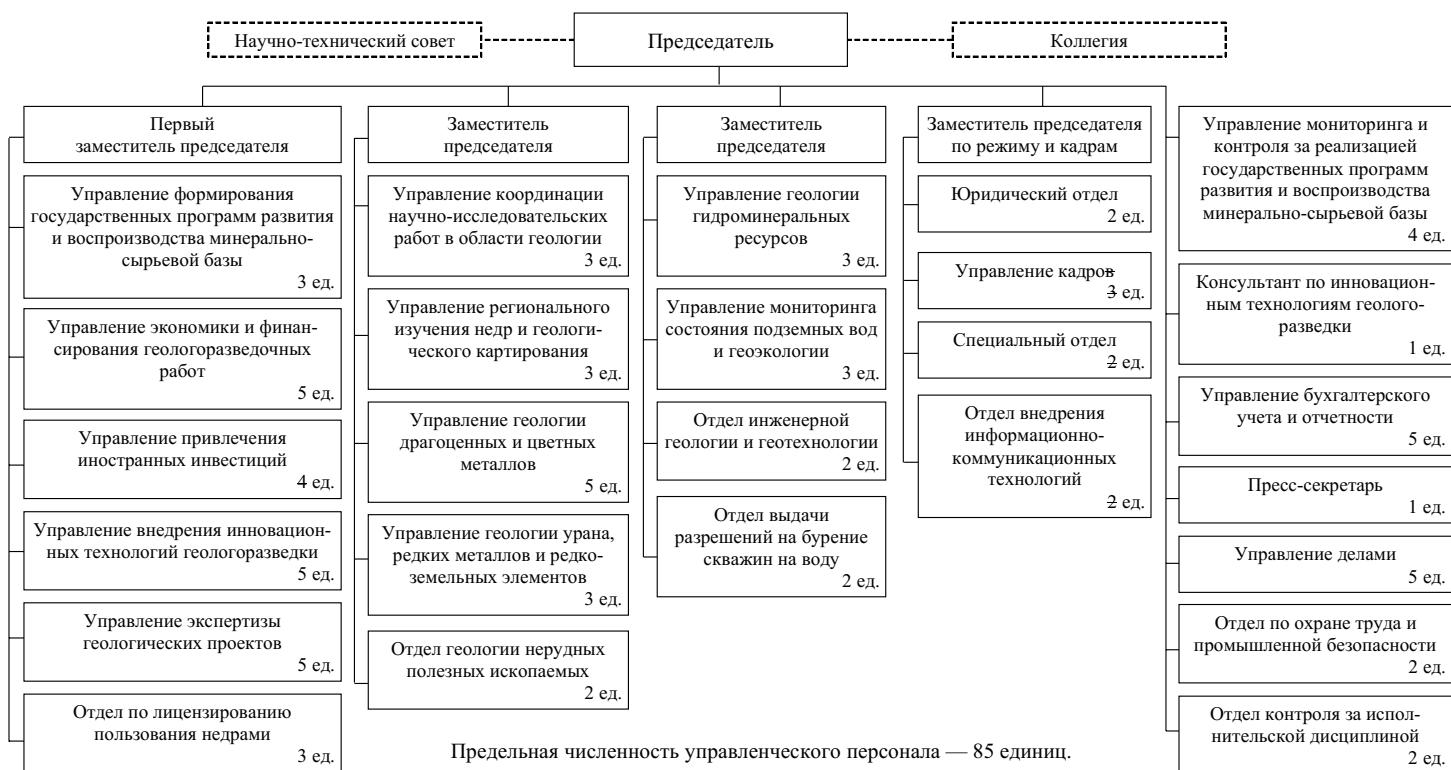 Научно-технический совет
Председатель
Коллегия
Первый
заместитель председателя
Управление формирования
государственных программ развития
и воспроизводства минерально-
сырьевой базы
3 ед.
Управление экономики и финан-
сирования геологоразведочных
работ
5 ед.
Управление привлечения
иностранных инвестиций
4 ед.
Управление внедрения инновацион-
ных технологий геологоразведки
5 ед.
Управление экспертизы
геологических проектов
5 ед.
Отдел по лицензированию
пользования недрами
3 ед.
Заместитель
председателя
Управление координации
научно-исследовательских
работ в области геологии
3 ед.
Управление регионального
изучения недр и геологи-
ческого картирования
3 ед.
Управление геологии
драгоценных и цветных
металлов
5 ед.
Управление геологии урана,
редких металлов и редко-
земельных элементов
3 ед.
Отдел геологии нерудных
полезных ископаемых
2 ед.
Заместитель
председателя
Управление геологии
гидроминеральных
ресурсов
3 ед.
Управление мониторинга
состояния подземных вод
и геоэкологии
3 ед.
Отдел инженерной
геологии и геотехнологии
2 ед.
Отдел выдачи
разрешений на бурение
скважин на воду
2 ед.
Заместитель председателя
по режиму и кадрам
Юридический отдел
2 ед.
Управление кадров
3 ед.
Специальный отдел
2 ед.
Отдел внедрения
информационно-
коммуникационных
технологий
2 ед.
Управление мониторинга и
контроля за реализацией
государственных программ
развития и воспроизводства
минерально-сырьевой базы
4 ед.
Консультант по инновацион-
ным технологиям геолого-
разведки
1 ед.
Управление бухгалтерского
учета и отчетности
5 ед.
Пресс-секретарь
1 ед.
Управление делами
5 ед.
Отдел по охране труда и
промышленной безопасности
2 ед.
Отдел контроля за испол-
нительской дисциплиной
2 ед.
Предельная численность управленческого персонала — 85 единиц.